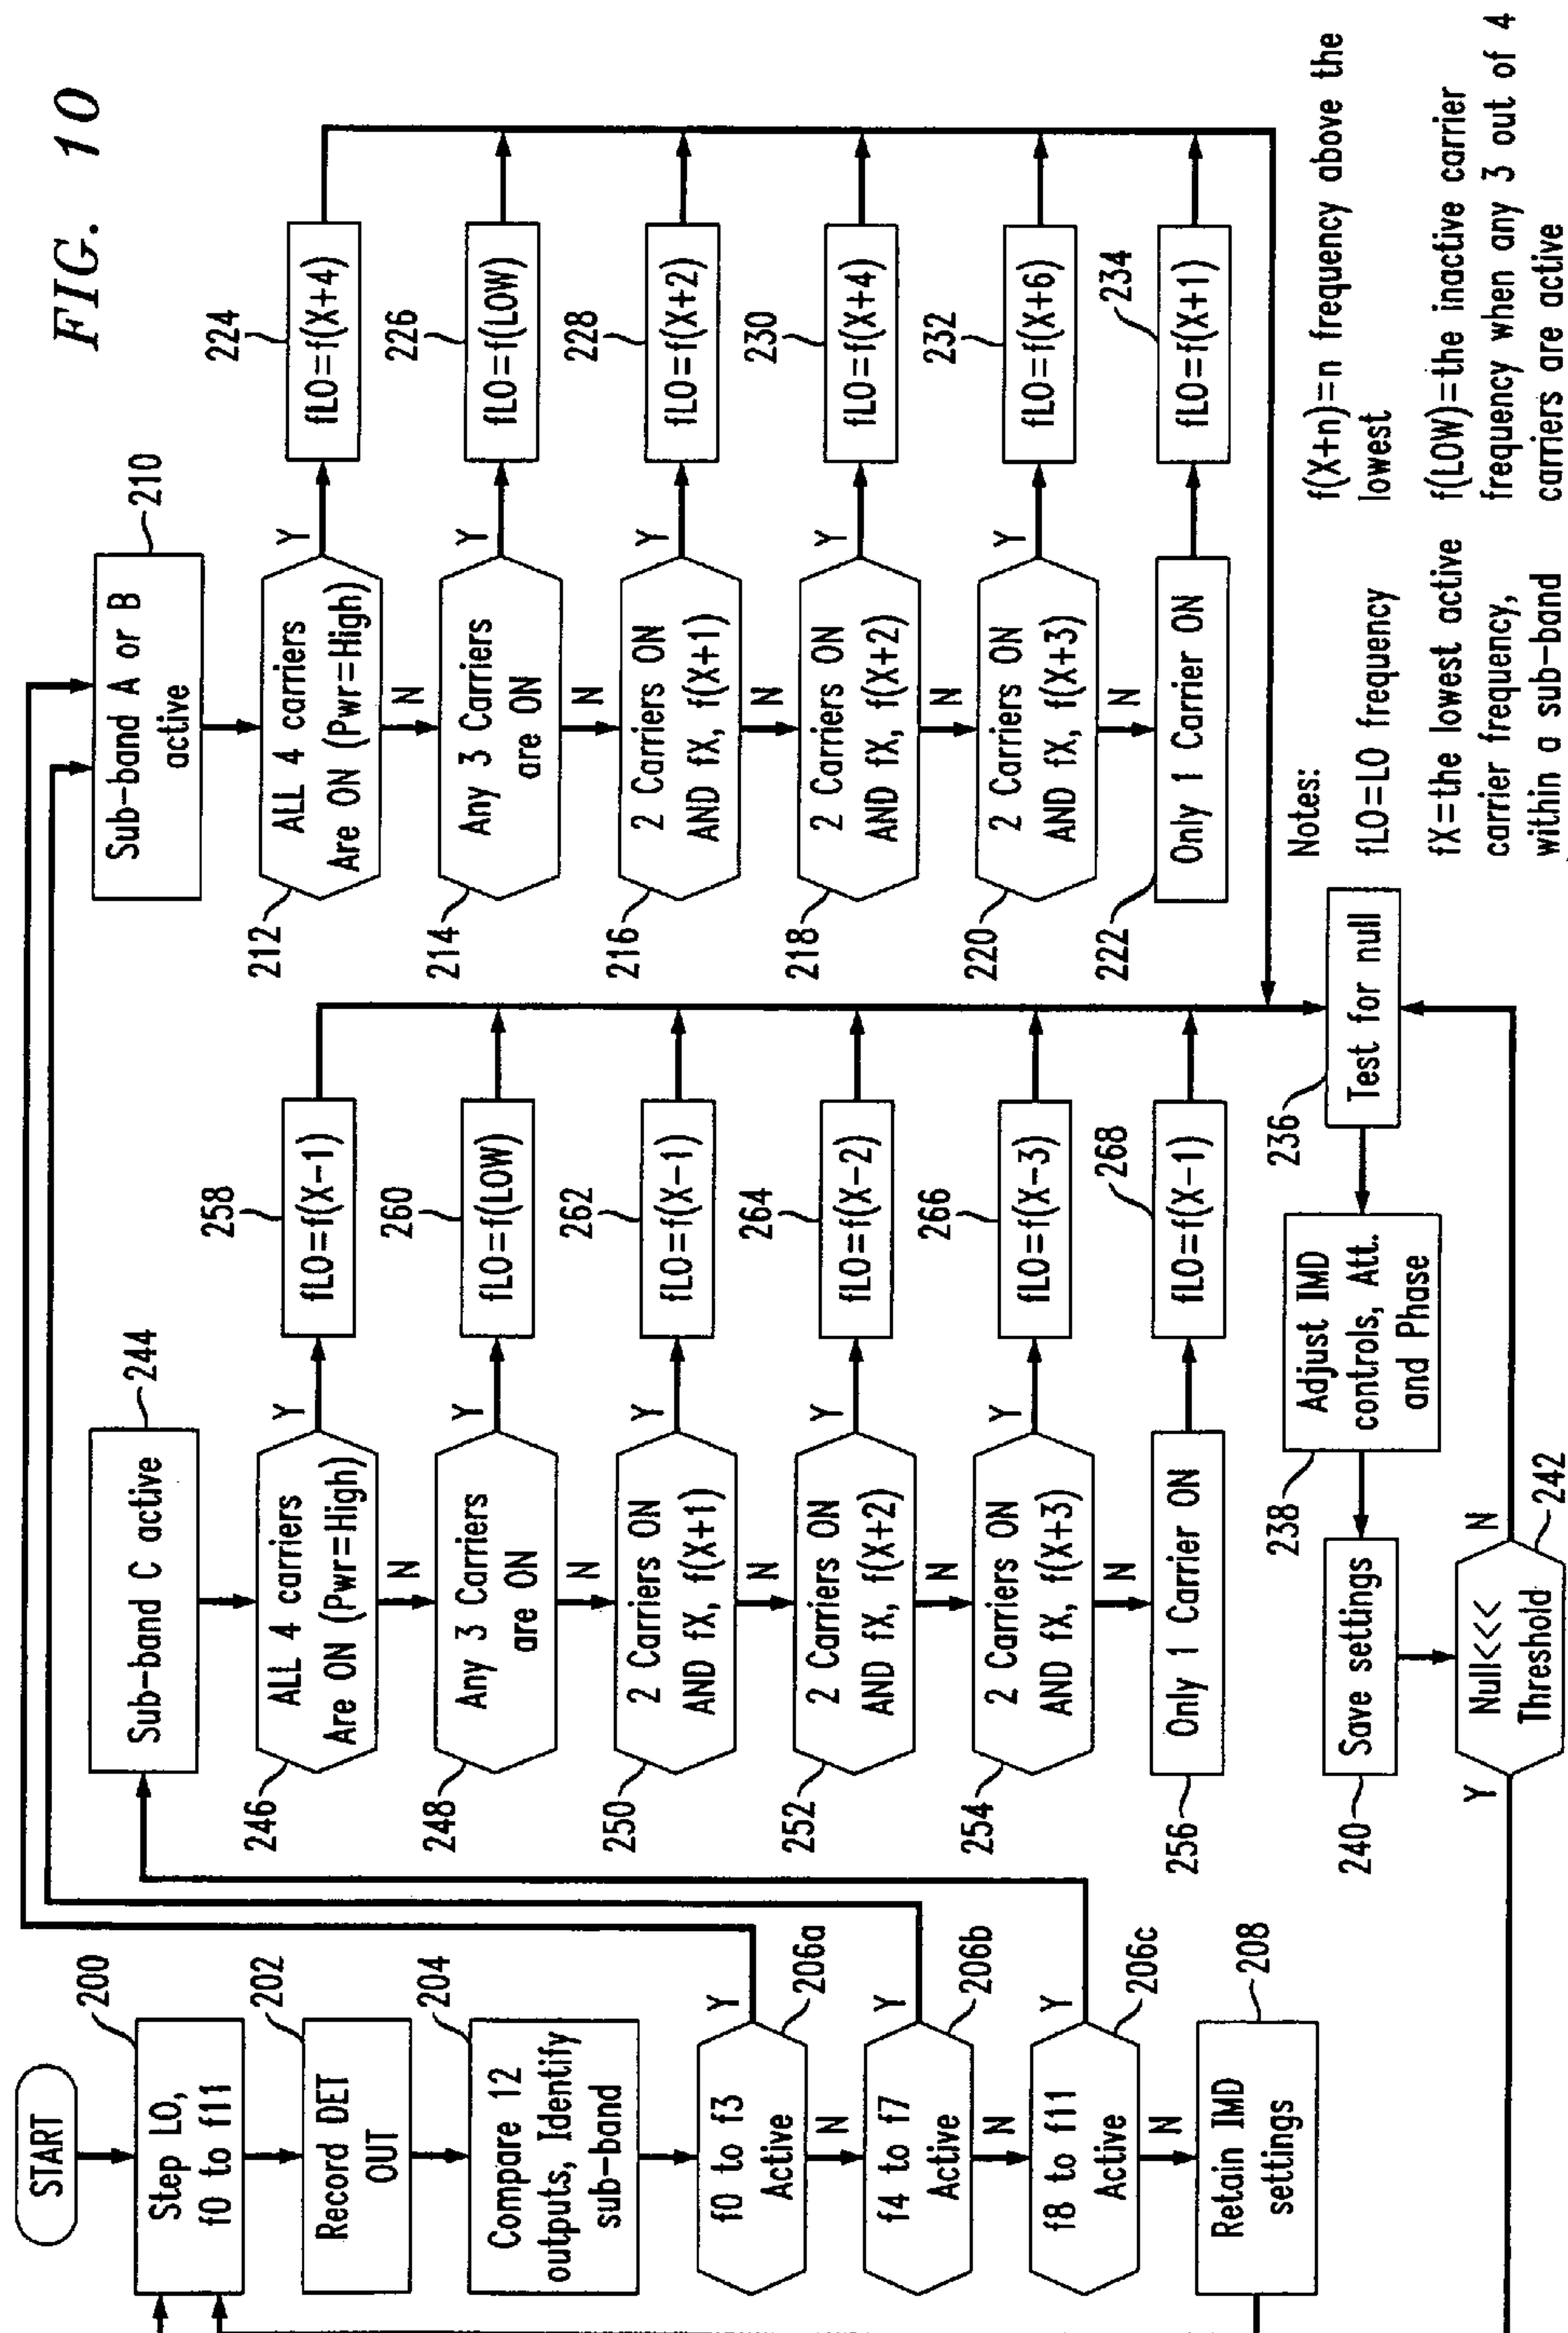 FIG. 10
START
200
Step LO,
f0 to f11
202
Record DET
OUT
204
Compare 12
outputs, Identify
sub-band
f0 to f3
Active
Y
206a
N
f4 to f7
Active
Y
206b
N
f8 to f11
Active
Y
206c
N
208
Retain IMD
settings
244
Sub-band C active
246
ALL 4 carriers
Are ON (Pwr=High)
Y
258
fLO=f(X-1)
N
248
Any 3 Carriers
are ON
Y
260
fLO=f(LOW)
N
250
2 Carriers ON
AND fX, f(X+1)
Y
262
fLO=f(X-1)
N
252
2 Carriers ON
AND fX, f(X+2)
Y
264
fLO=f(X-2)
N
254
2 Carriers ON
AND fX, f(X+3)
Y
266
fLO=f(X-3)
N
256
Only 1 Carrier ON
268
fLO=f(X-1)
210
Sub-band A or B
active
212
ALL 4 carriers
Are ON (Pwr=High)
Y
224
fLO=f(X+4)
N
214
Any 3 Carriers
are ON
Y
226
fLO=f(LOW)
N
216
2 Carriers ON
AND fX, f(X+1)
Y
228
fLO=f(X+2)
N
218
2 Carriers ON
AND fX, f(X+2)
Y
230
fLO=f(X+4)
N
220
2 Carriers ON
AND fX, f(X+3)
Y
232
fLO=f(X+6)
N
222
Only 1 Carrier ON
234
fLO=f(X+1)
236
Test for null
238
Adjust IMD
controls, Att.
and Phase
240
Save settings
242
Null<<<
Threshold
Y
N
Notes:
fLO=LO frequency
fX=the lowest active
carrier frequency,
within a sub-band
f(X+n)=n frequency above the
lowest
f(LOW)=the inactive carrier
frequency when any 3 out of 4
carriers are active